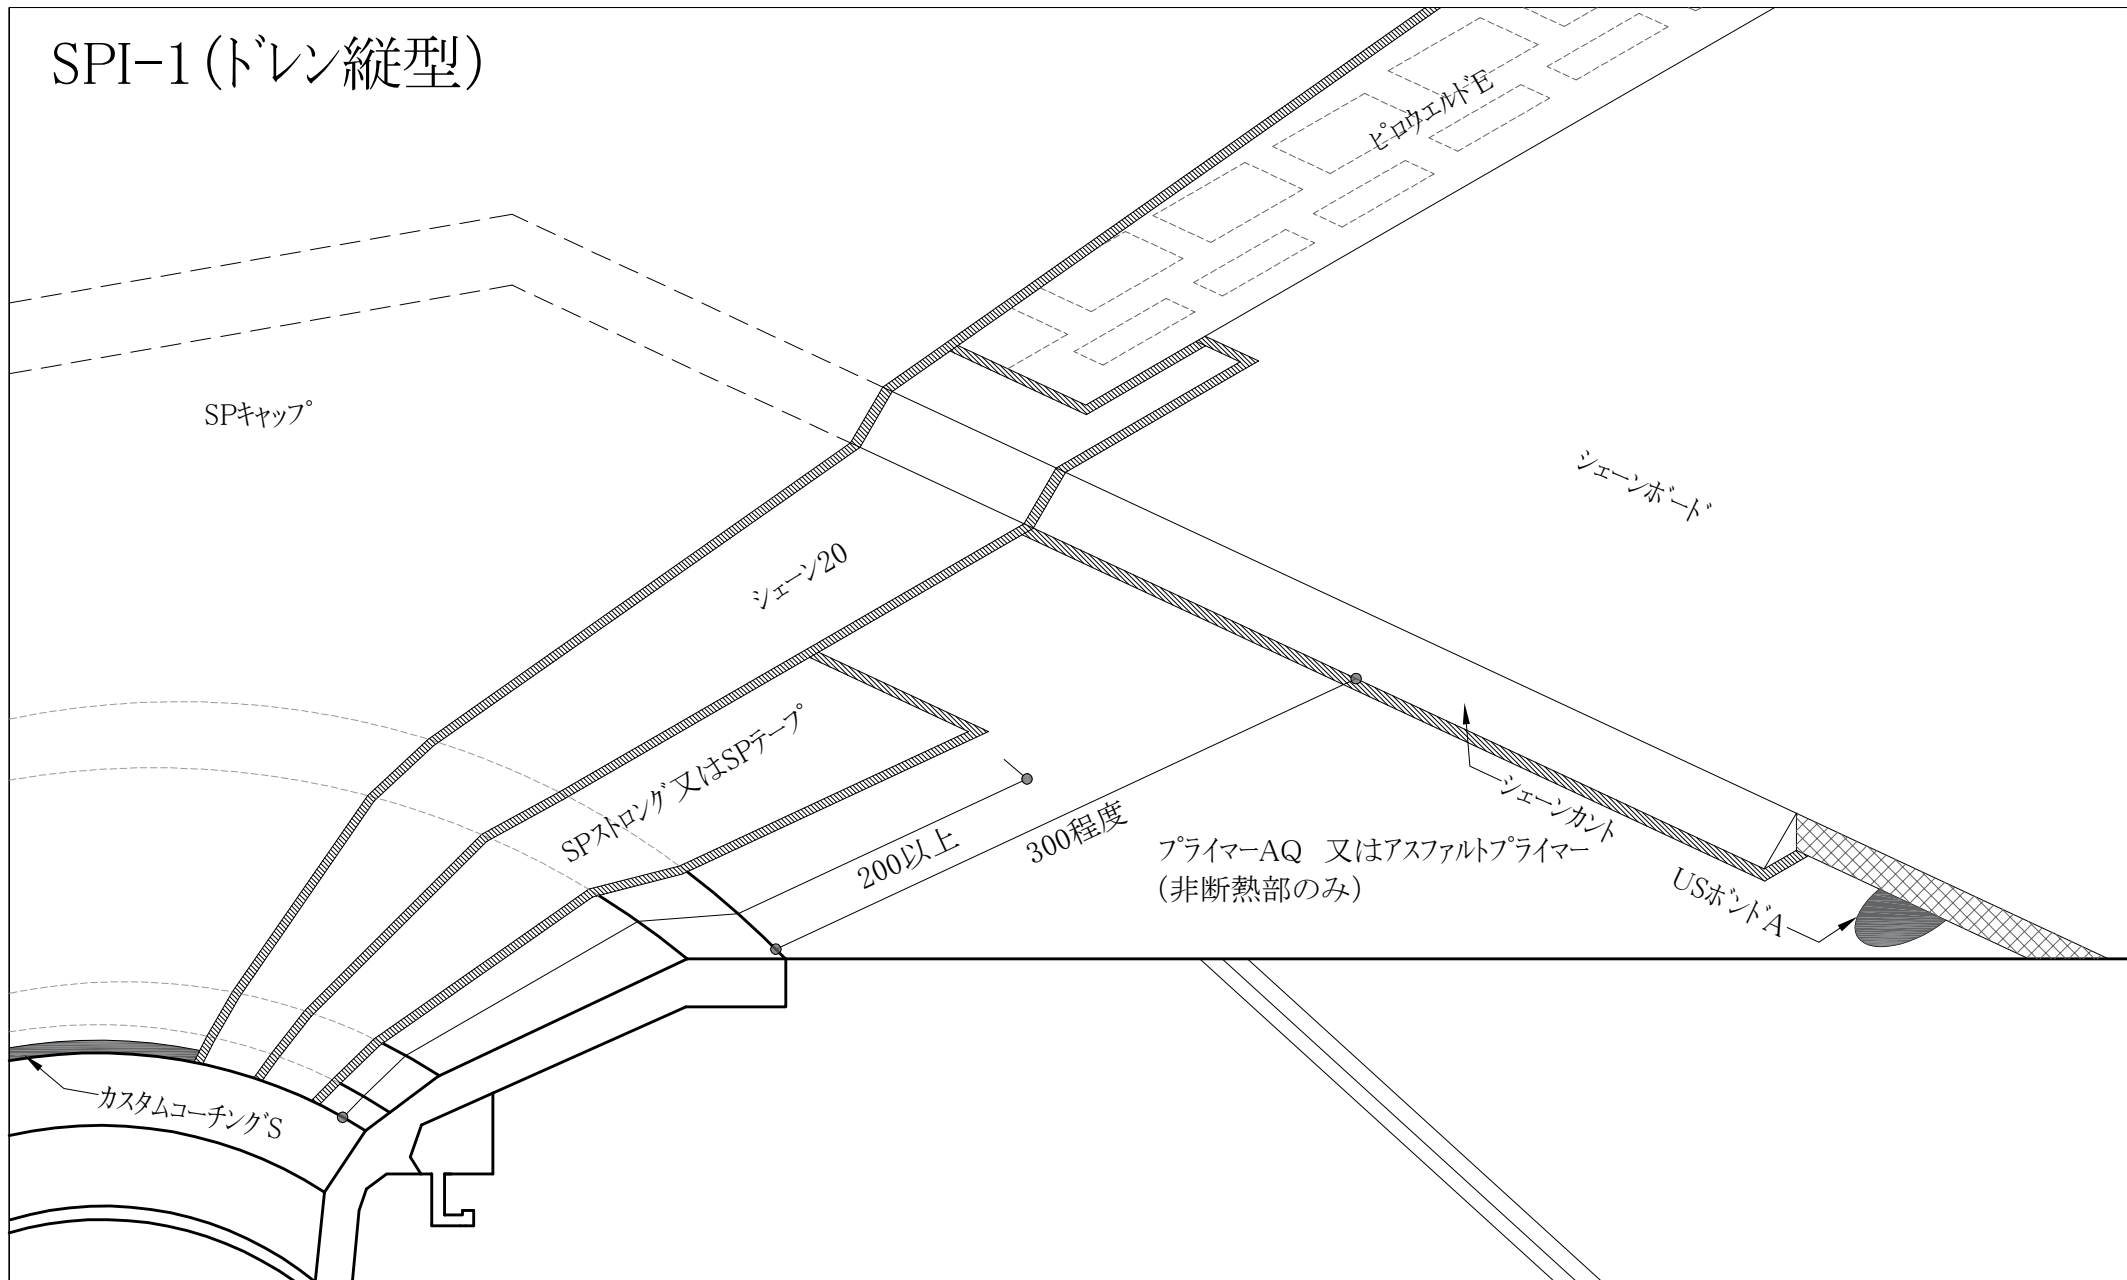 SPI-1(ドレン縦型)
ピロウェルドE
SPキャップ
シェーンボード
シェーン20
SPストロング又はSPテープ
200以上
300程度
シェーンカント
プライマーAQ 又はアスファルトプライマー
(非断熱部のみ)
USボンドA
カスタムコーチングS